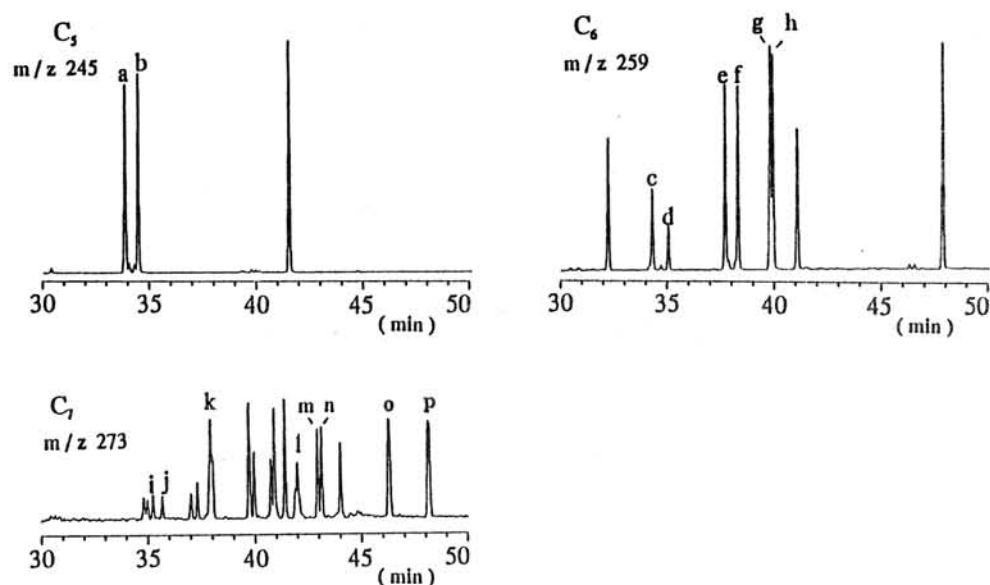 C₅
m/z 245
a b
30 35 40 45 50
(min)
C₆
m/z 259
c d e f g h
30 35 40 45 50
(min)
C₇
m/z 273
i j k l m n o p
30 35 40 45 50
(min)